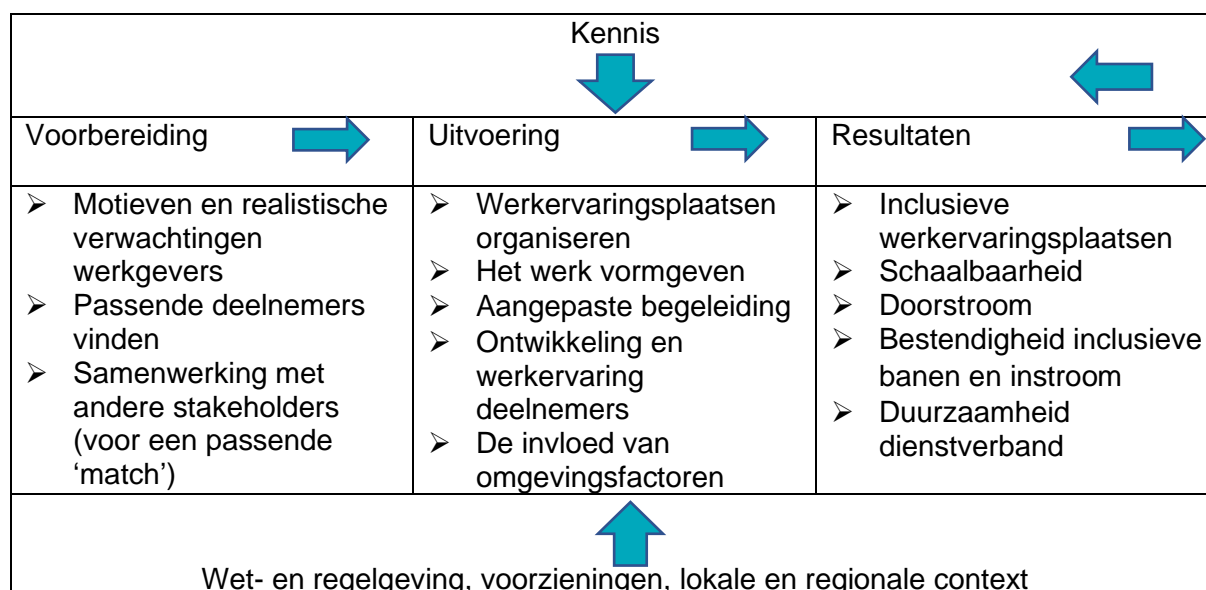 Kennis
Voorbereiding
Uitvoering
Resultaten
➢ Motieven en realistische
verwachtingen
werkgevers
➢ Passende deelnemers
vinden
➢ Samenwerking met
andere stakeholders
(voor een passende
‘match’)
➢ Werkervaringsplaatsen
organiseren
➢ Het werk vormgeven
➢ Aangepaste begeleiding
➢ Ontwikkeling en
werkervaring
deelnemers
➢ De invloed van
omgevingsfactoren
➢ Inclusieve
werkervaringsplaatsen
➢ Schaalbaarheid
➢ Doorstroom
➢ Bestendigheid inclusieve
banen en instroom
➢ Duurzaamheid
dienstverband
Wet- en regelgeving, voorzieningen, lokale en regionale context